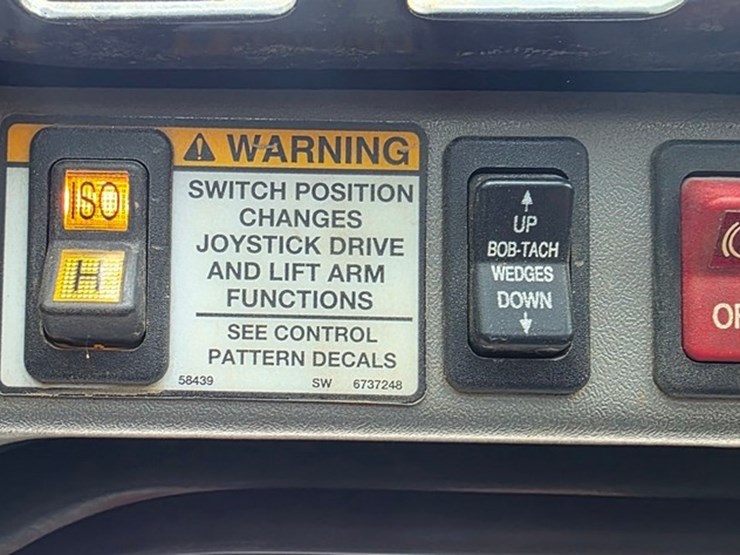 ISO
H
WARNING
SWITCH POSITION
CHANGES
JOYSTICK DRIVE
AND LIFT ARM
FUNCTIONS
SEE CONTROL
PATTERN DECALS
58439 SW 6737248
UP
BOB-TACH
WEDGES
DOWN